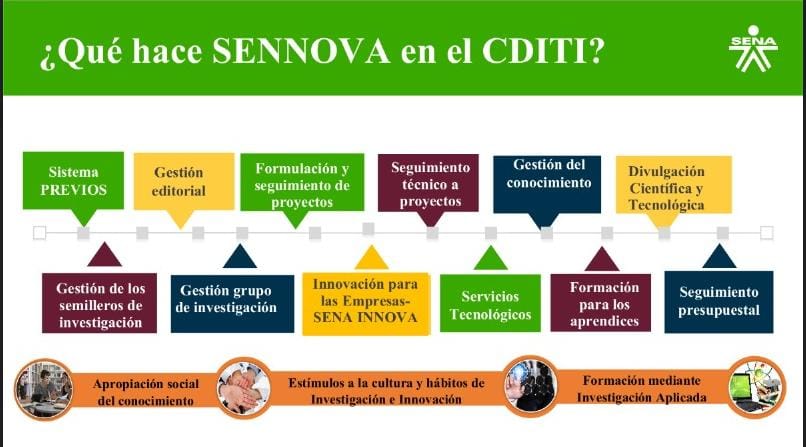 ¿Qué hace SENNOVA en el CDITI?
SENA
Sistema
PREVIOS
Gestión
editorial
Formulación y
seguimiento de
proyectos
Seguimiento
técnico a
proyectos
Gestión del
conocimiento
Divulgación
Científica y
Tecnológica
Gestión de los
semilleros de
investigación
Gestión grupo
de investigación
Innovación para
las Empresas-
SENA INNOVA
Servicios
Tecnológicos
Formación
para los
aprendices
Seguimiento
presupuestal
Apropiación social
del conocimiento
Estímulos a la cultura y hábitos de
Investigación e Innovación
Formación mediante
Investigación Aplicada